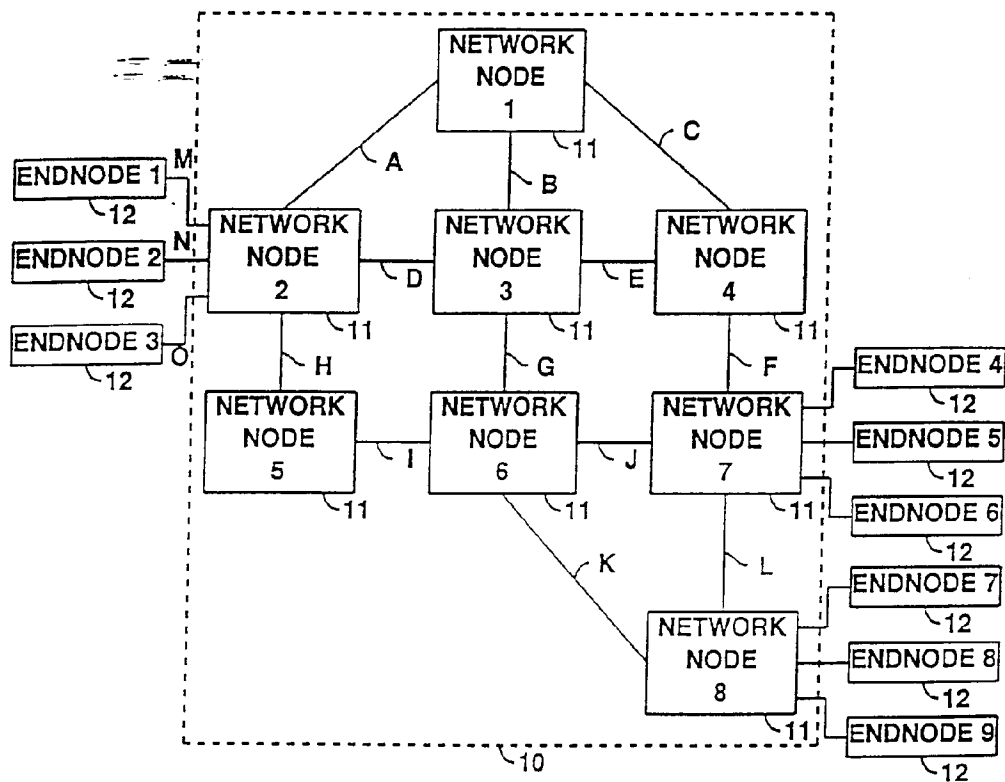 NETWORK
NODE
1
11
A
B
C
M
ENDNODE 1
12
N
ENDNODE 2
12
ENDNODE 3
O
12
NETWORK
NODE
2
11
D
NETWORK
NODE
3
11
E
NETWORK
NODE
4
11
H
G
F
NETWORK
NODE
5
11
I
NETWORK
NODE
6
11
J
NETWORK
NODE
7
11
ENDNODE 4
12
ENDNODE 5
12
ENDNODE 6
12
K
L
NETWORK
NODE
8
11
ENDNODE 7
12
ENDNODE 8
12
ENDNODE 9
12
10